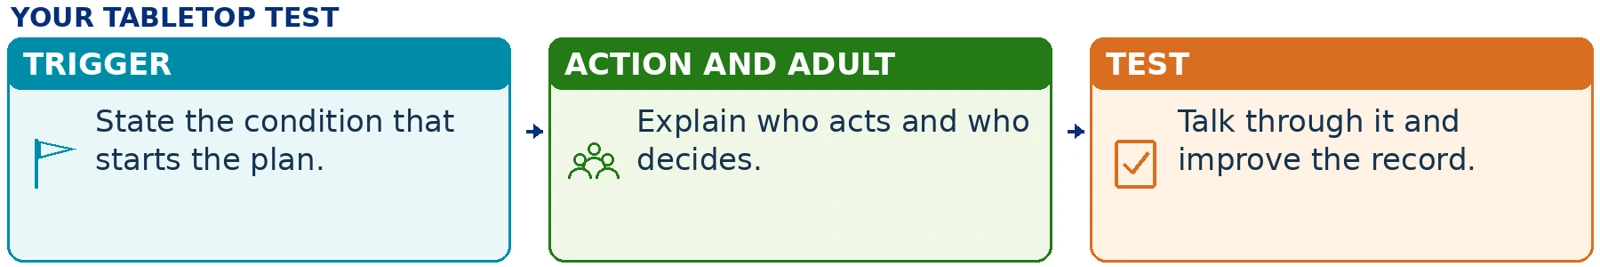 YOUR TABLETOP TEST
TRIGGER
State the condition that
starts the plan.
ACTION AND ADULT
Explain who acts and who
decides.
TEST
Talk through it and
improve the record.